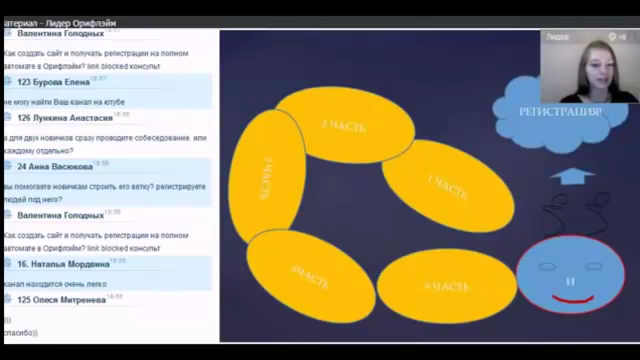 материал – Лидер Орифлэйм
Валентина Голодных
Как создать сайт и получать регистрации на полном
автомате в Орифлэйме? link blocked консульт
123 Бурова Елена
не могу найти Ваш канал на ютубе
126 Лункина Анастасия
а для двух новичков сразу проводите собеседование. или
каждому отдельно?
24 Анна Васюкова
вы помогаете новичкам строить его ветку? регистрируете
людей под него?
Валентина Голодных
Как создать сайт и получать регистрации на полном
автомате в Орифлэйме? link blocked консульт
16. Наталья Мордвина
канал находится очень легко
125 Олеся Митренева
)))
спасибо))
Лидер
РЕГИСТРАЦИЯ!
2 ЧАСТЬ
1 ЧАСТЬ
3 ЧАСТЬ
4ЧАСТЬ
ЧАСТЬ
И